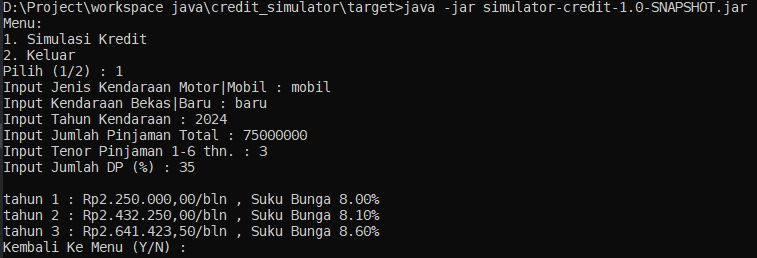 D:\Project\workspace java\credit_simulator\target>java -jar simulator-credit-1.0-SNAPSHOT.jar
Menu:
1. Simulasi Kredit
2. Keluar
Pilih (1/2) : 1
Input Jenis Kendaraan Motor|Mobil : mobil
Input Kendaraan Bekas|Baru : baru
Input Tahun Kendaraan : 2024
Input Jumlah Pinjaman Total : 75000000
Input Tenor Pinjaman 1-6 thn. : 3
Input Jumlah DP (%) : 35

tahun 1 : Rp2.250.000,00/bln , Suku Bunga 8.00%
tahun 2 : Rp2.432.250,00/bln , Suku Bunga 8.10%
tahun 3 : Rp2.641.423,50/bln , Suku Bunga 8.60%
Kembali Ke Menu (Y/N) :